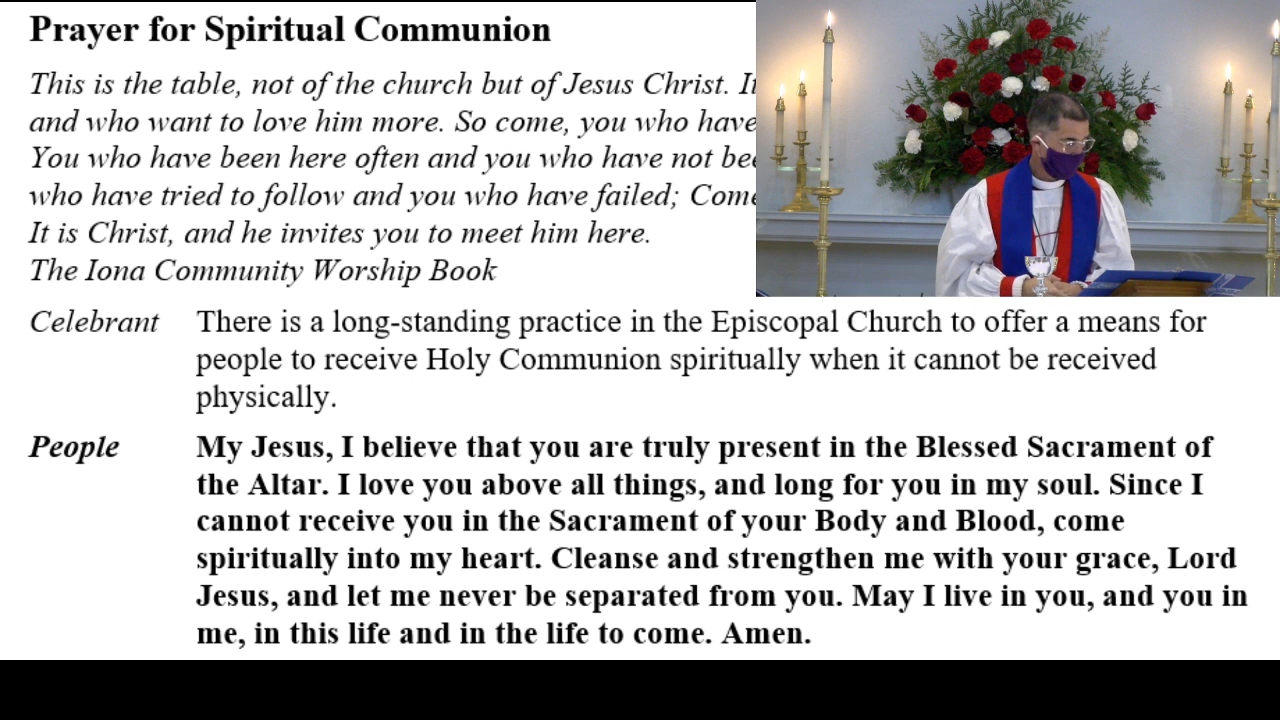 Prayer for Spiritual Communion
This is the table, not of the church but of Jesus Christ. It
and who want to love him more. So come, you who have
You who have been here often and you who have not
who have tried to follow and you who have failed; Come
It is Christ, and he invites you to meet him here.
The Iona Community Worship Book
Celebrant There is a long-standing practice in the Episcopal Church to offer a means for
people to receive Holy Communion spiritually when it cannot be received
physically.
People My Jesus, I believe that you are truly present in the Blessed Sacrament of
the Altar. I love you above all things, and long for you in my soul. Since I
cannot receive you in the Sacrament of your Body and Blood, come
spiritually into my heart. Cleanse and strengthen me with your grace, Lord
Jesus, and let me never be separated from you. May I live in you, and you in
me, in this life and in the life to come. Amen.